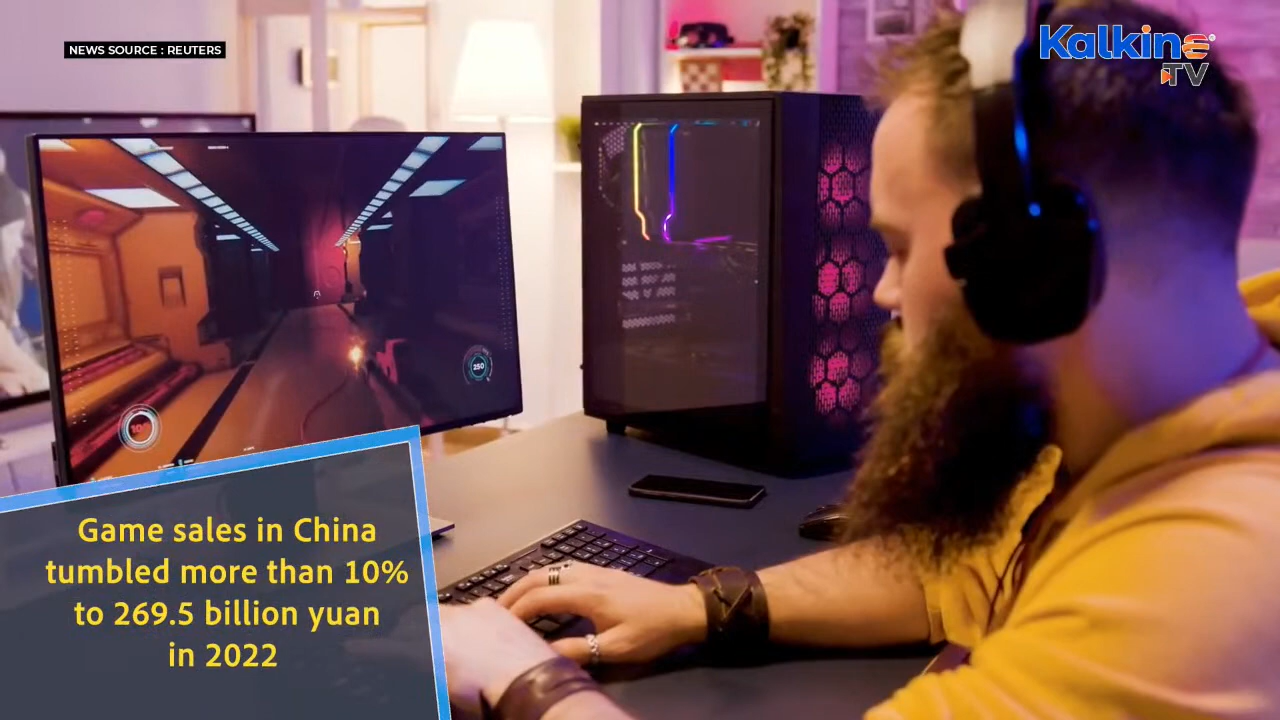 NEWS SOURCE : REUTERS
Kalkine
TV
250
Game sales in China
tumbled more than 10%
to 269.5 billion yuan
in 2022